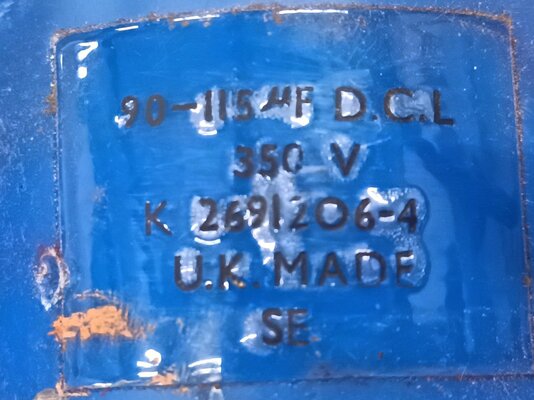 90-115 µF D.C.L
350 V
K 2691206-4
U.K. MADE
SE